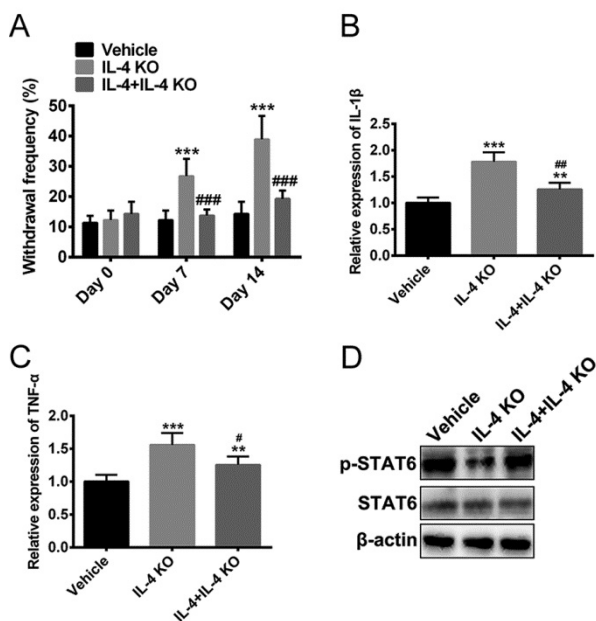 A
Vehicle
IL-4 KO
IL-4+IL-4 KO
Withdrawal frequency (%)
50
40
30
20
10
0
***
***
###
###
Day 0
Day 7
Day 14
B
Relative expression of IL-1β
2.5
2.0
1.5
1.0
0.5
0.0
***
##
**
Vehicle
IL-4 KO
IL-4+IL-4 KO
C
Relative expression of TNF-α
2.0
1.5
1.0
0.5
0.0
***
#
**
Vehicle
IL-4 KO
IL-4+IL-4 KO
D
Vehicle
IL-4 KO
IL-4+IL-4 KO
p-STAT6
STAT6
β-actin